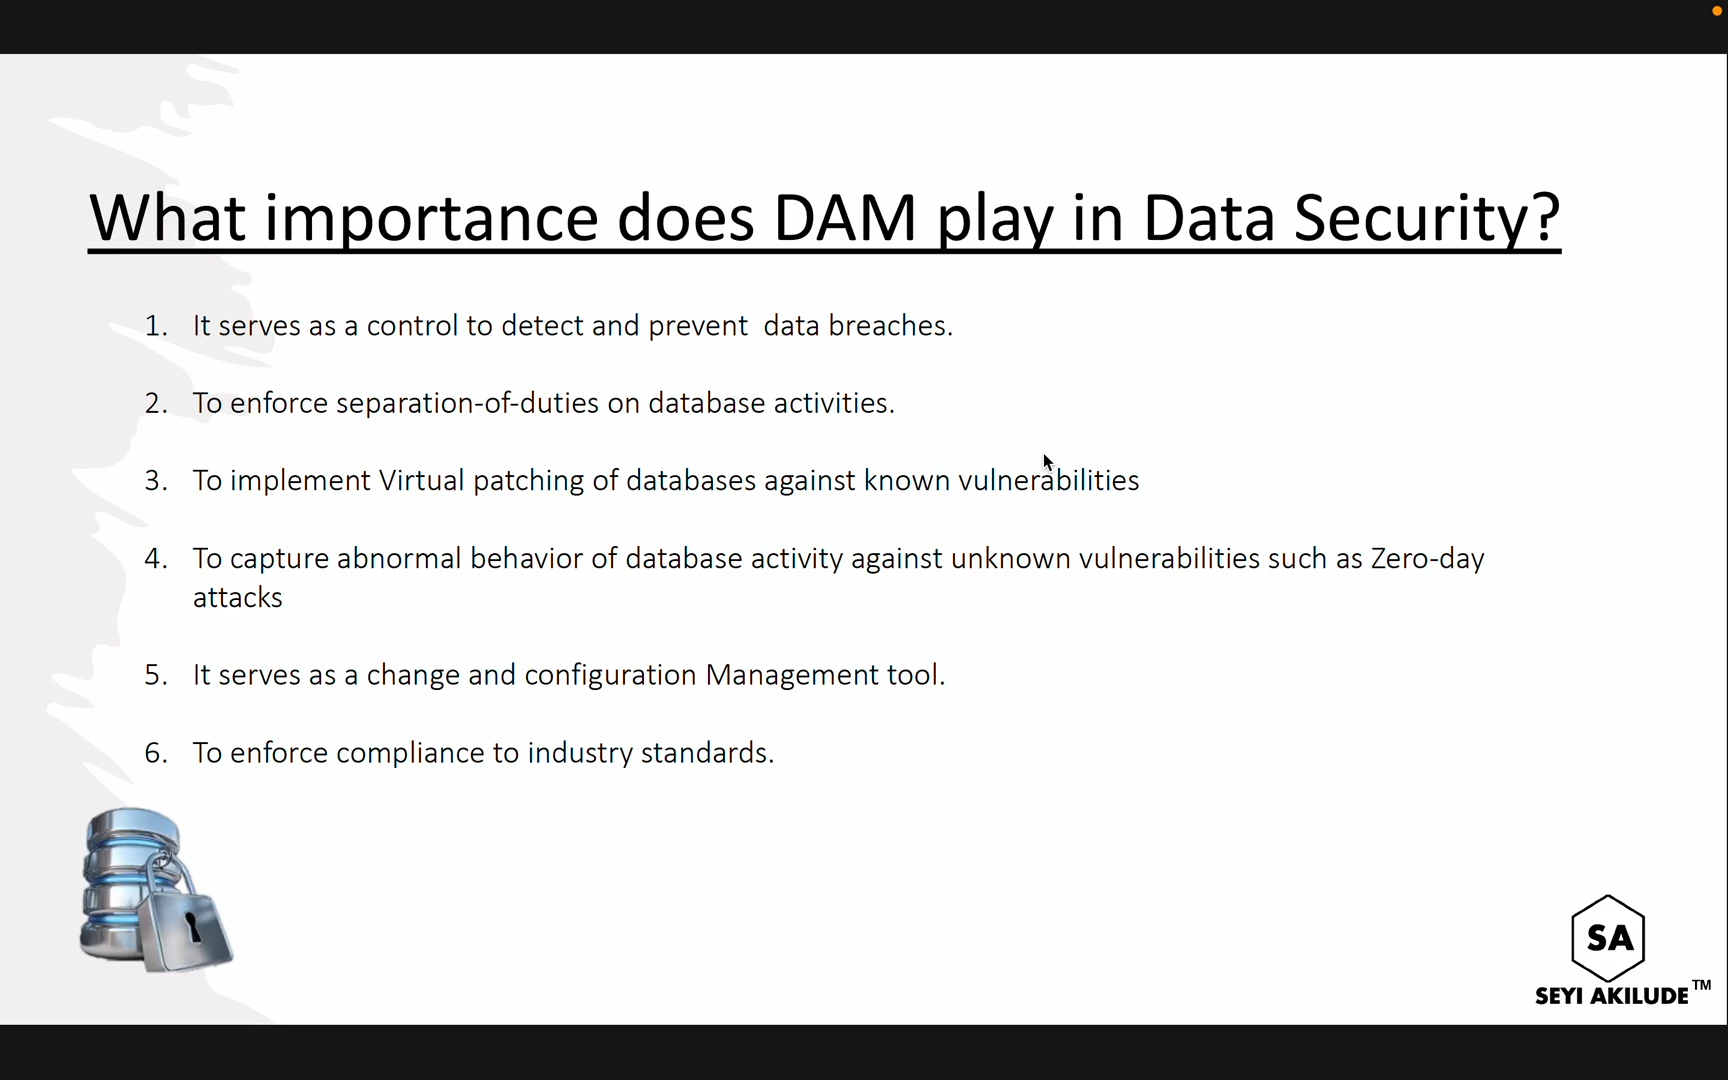 What importance does DAM play in Data Security?
1. It serves as a control to detect and prevent  data breaches.
2. To enforce separation-of-duties on database activities.
3. To implement Virtual patching of databases against known vulnerabilities
4. To capture abnormal behavior of database activity against unknown vulnerabilities such as Zero-day
attacks
5. It serves as a change and configuration Management tool.
6. To enforce compliance to industry standards.
SA
SEYI AKILUDE™